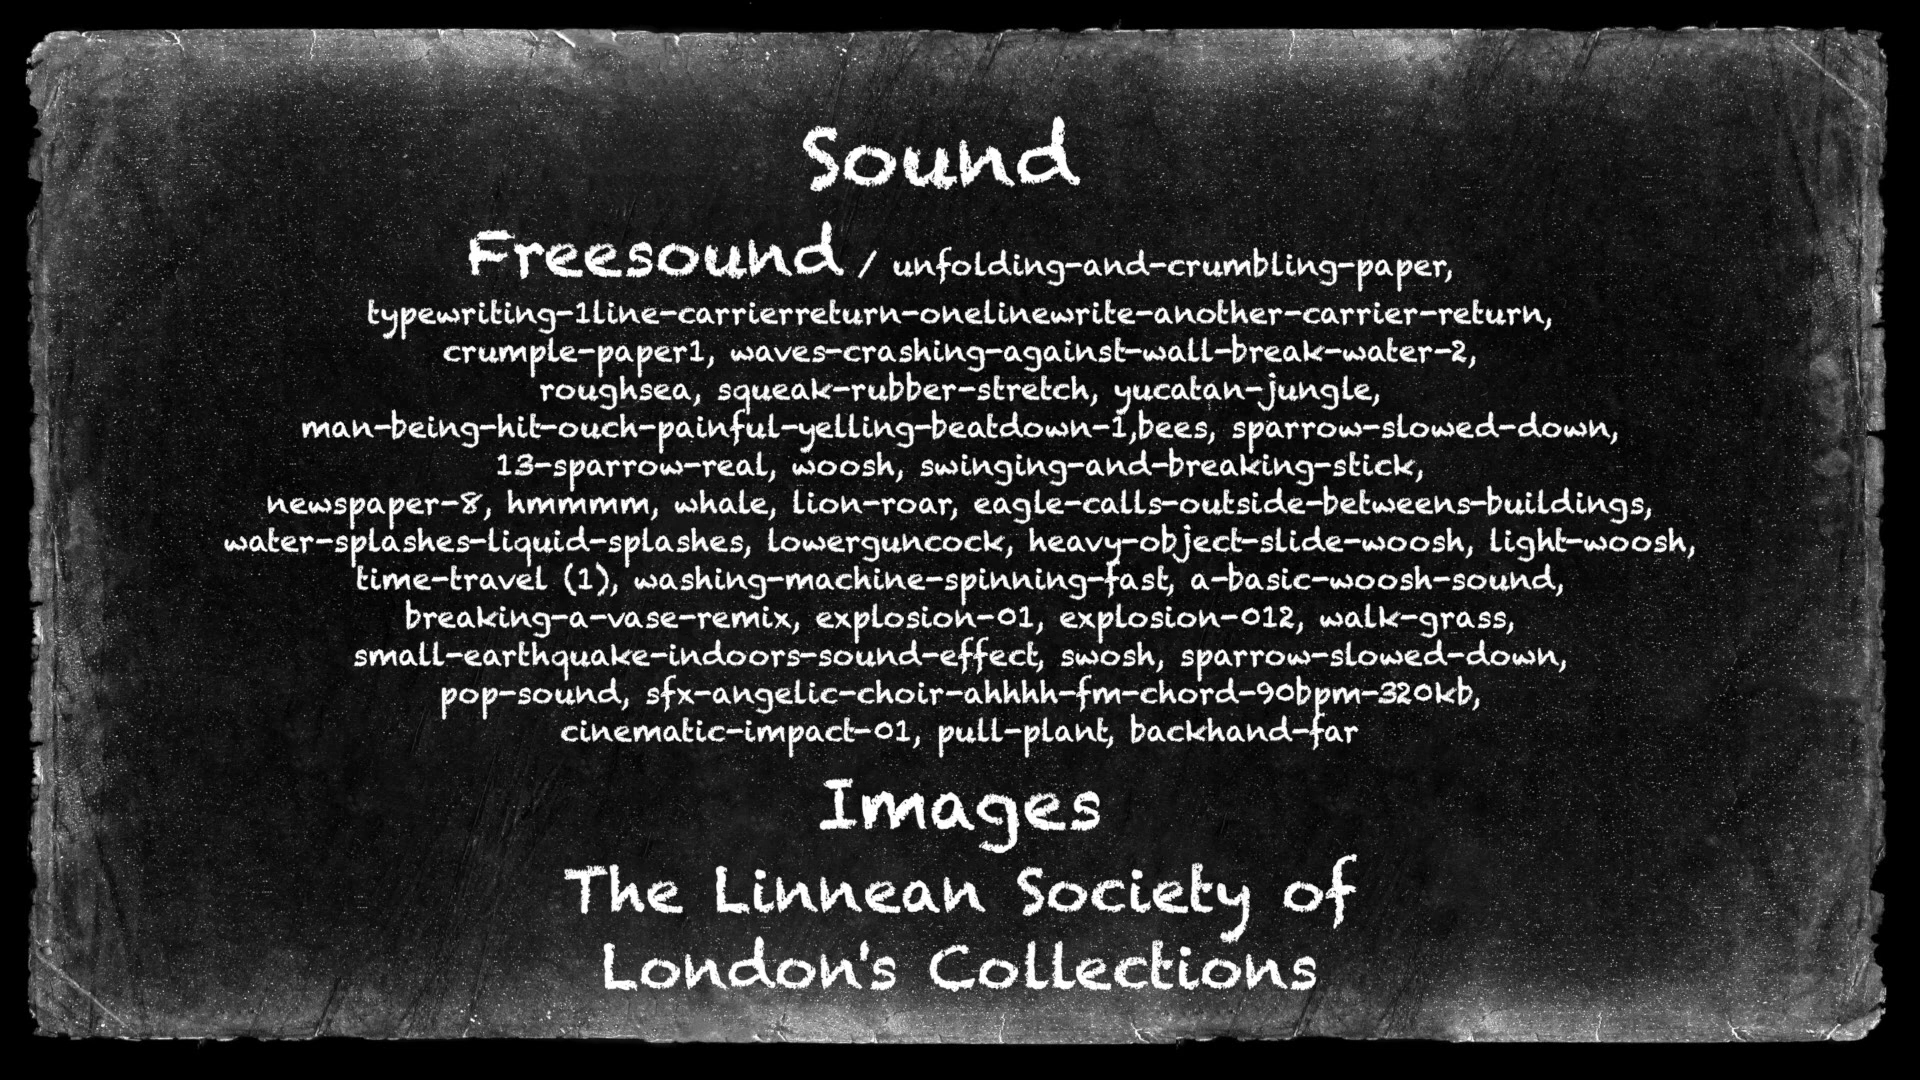 Sound
Freesound / unfolding-and-crumbling-paper,
typewriting-1line-carrierreturn-onelinewrite-another-carrier-return,
crumple-paper1, waves-crashing-against-wall-break-water-2,
roughsea, squeak-rubber-stretch, yucatan-jungle,
man-being-hit-ouch-painful-yelling-beatdown-1,bees, sparrow-slowed-down,
13-sparrow-real, woosh, swinging-and-breaking-stick,
newspaper-8, hmmmm, whale, lion-roar, eagle-calls-outside-betweens-buildings,
water-splashes-liquid-splashes, lowerguncock, heavy-object-slide-woosh, light-woosh,
time-travel (1), washing-machine-spinning-fast, a-basic-woosh-sound,
breaking-a-vase-remix, explosion-01, explosion-012, walk-grass,
small-earthquake-indoors-sound-effect, swosh, sparrow-slowed-down,
pop-sound, sfx-angelic-choir-ahhhh-fm-chord-90bpm-320kb,
cinematic-impact-01, pull-plant, backhand-far
Images
The Linnean Society of
London's Collections